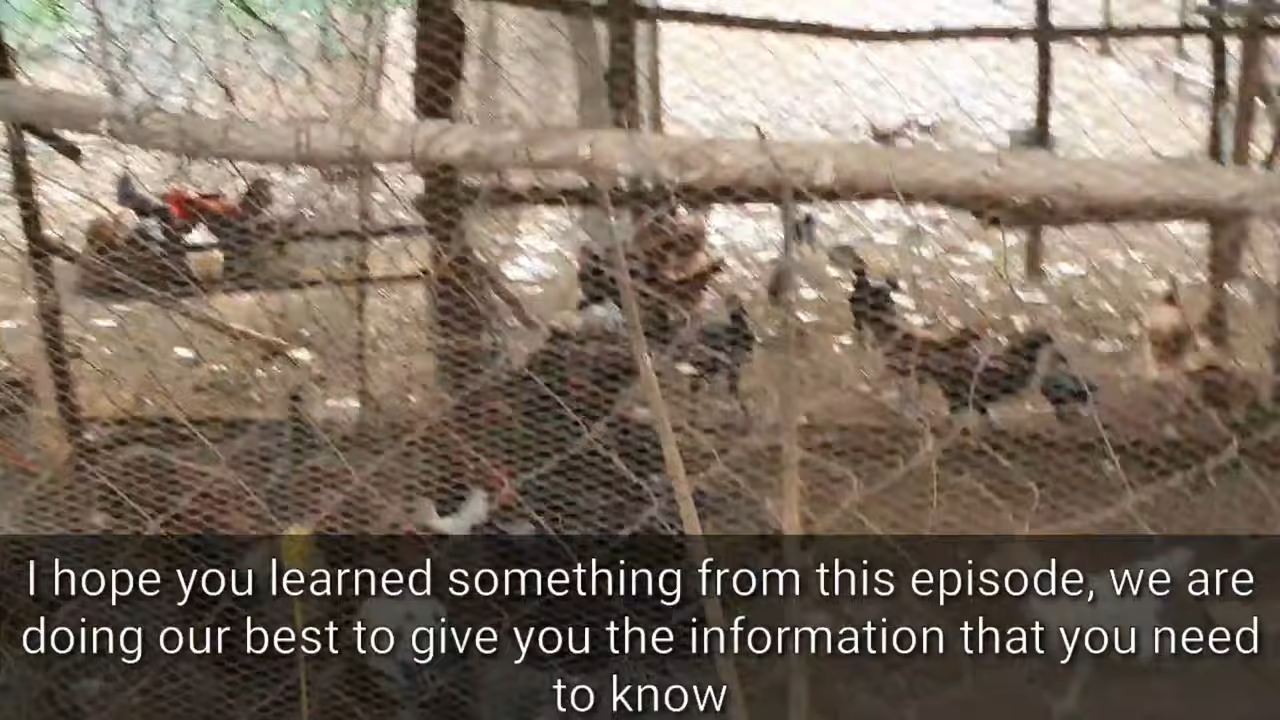 I hope you learned something from this episode, we are
doing our best to give you the information that you need
to know